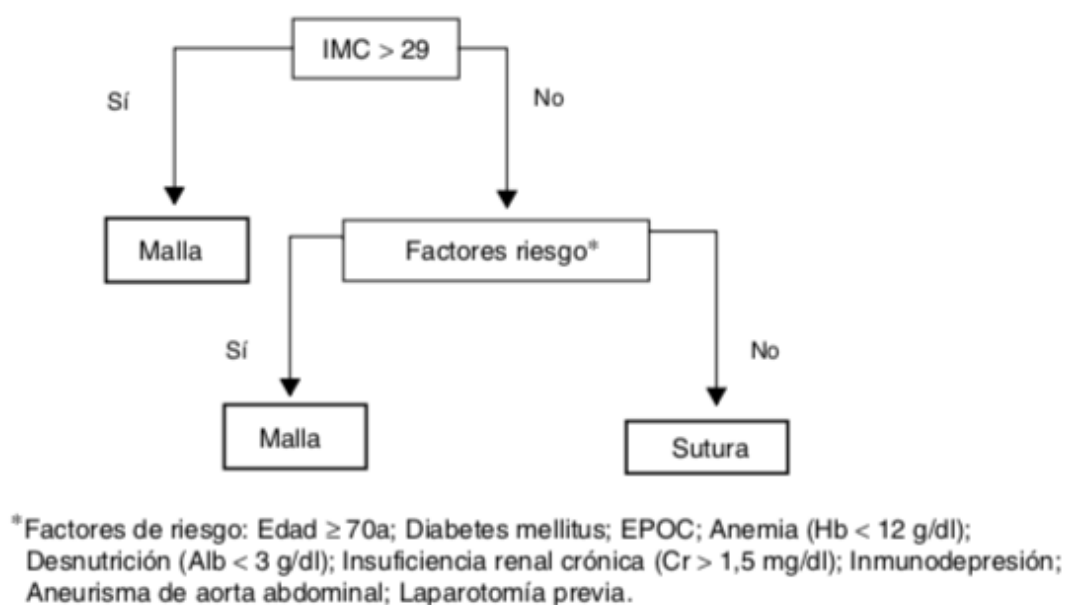 IMC > 29
Sí
No
Malla
Factores riesgo*
Sí
No
Malla
Sutura
*Factores de riesgo: Edad ≥ 70a; Diabetes mellitus; EPOC; Anemia (Hb < 12 g/dl);
Desnutrición (Alb < 3 g/dl); Insuficiencia renal crónica (Cr > 1,5 mg/dl); Inmunodepresión;
Aneurisma de aorta abdominal; Laparotomía previa.